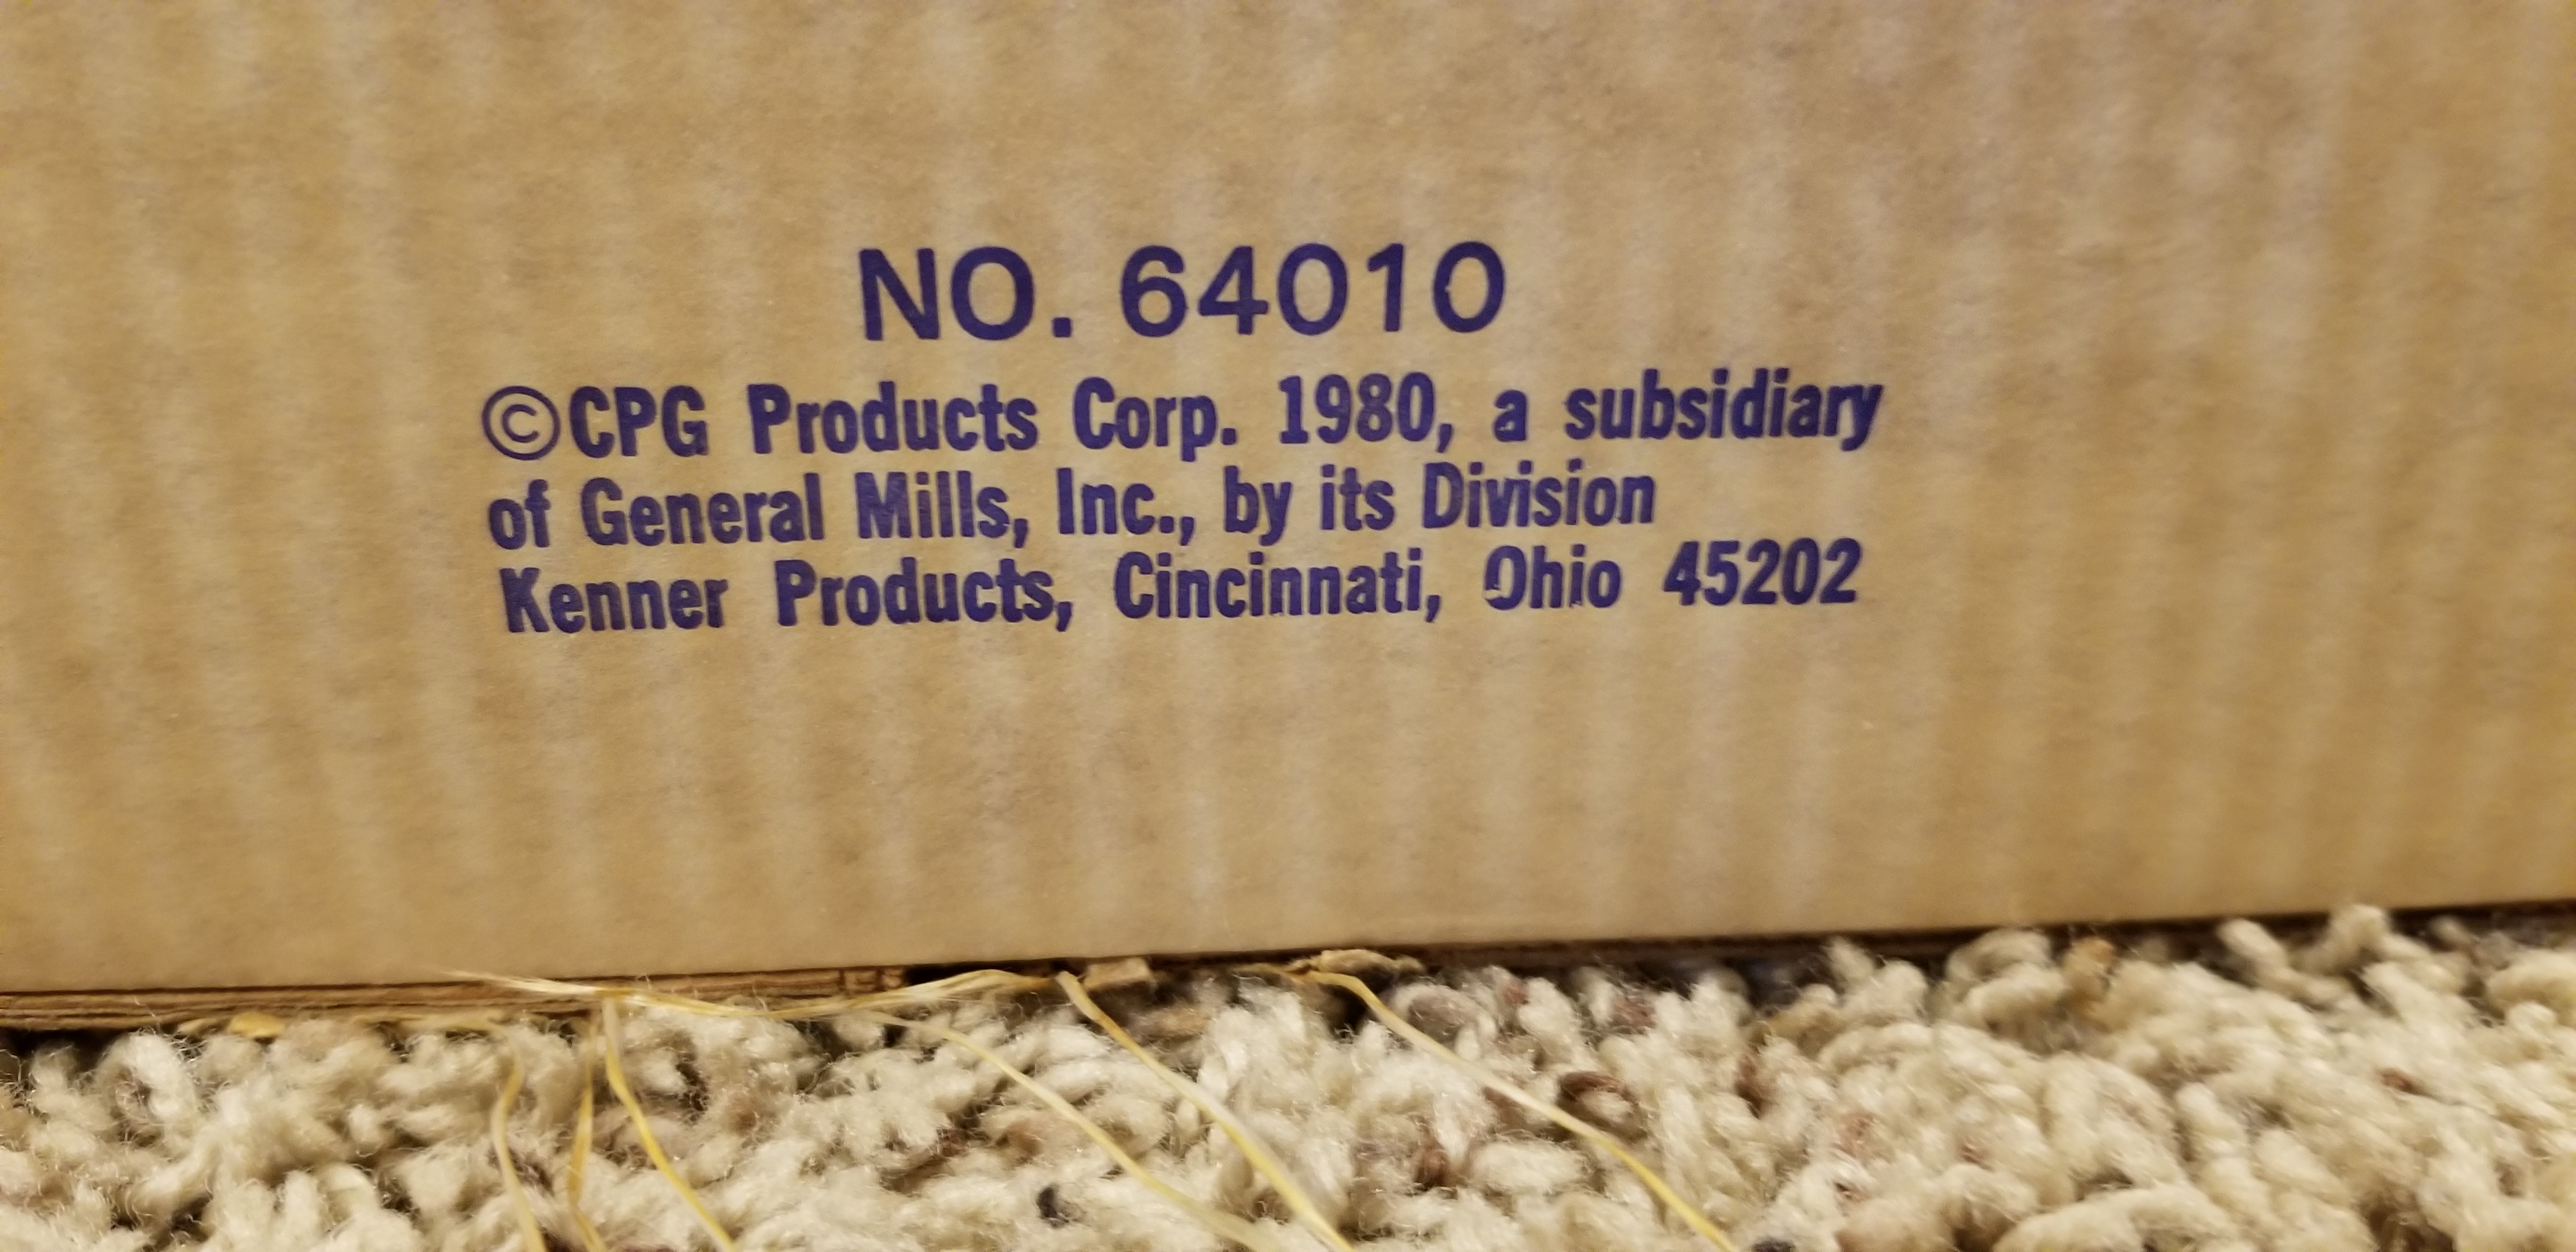 NO. 64010
©CPG Products Corp. 1980, a subsidiary
of General Mills, Inc., by its Division
Kenner Products, Cincinnati, Ohio 45202